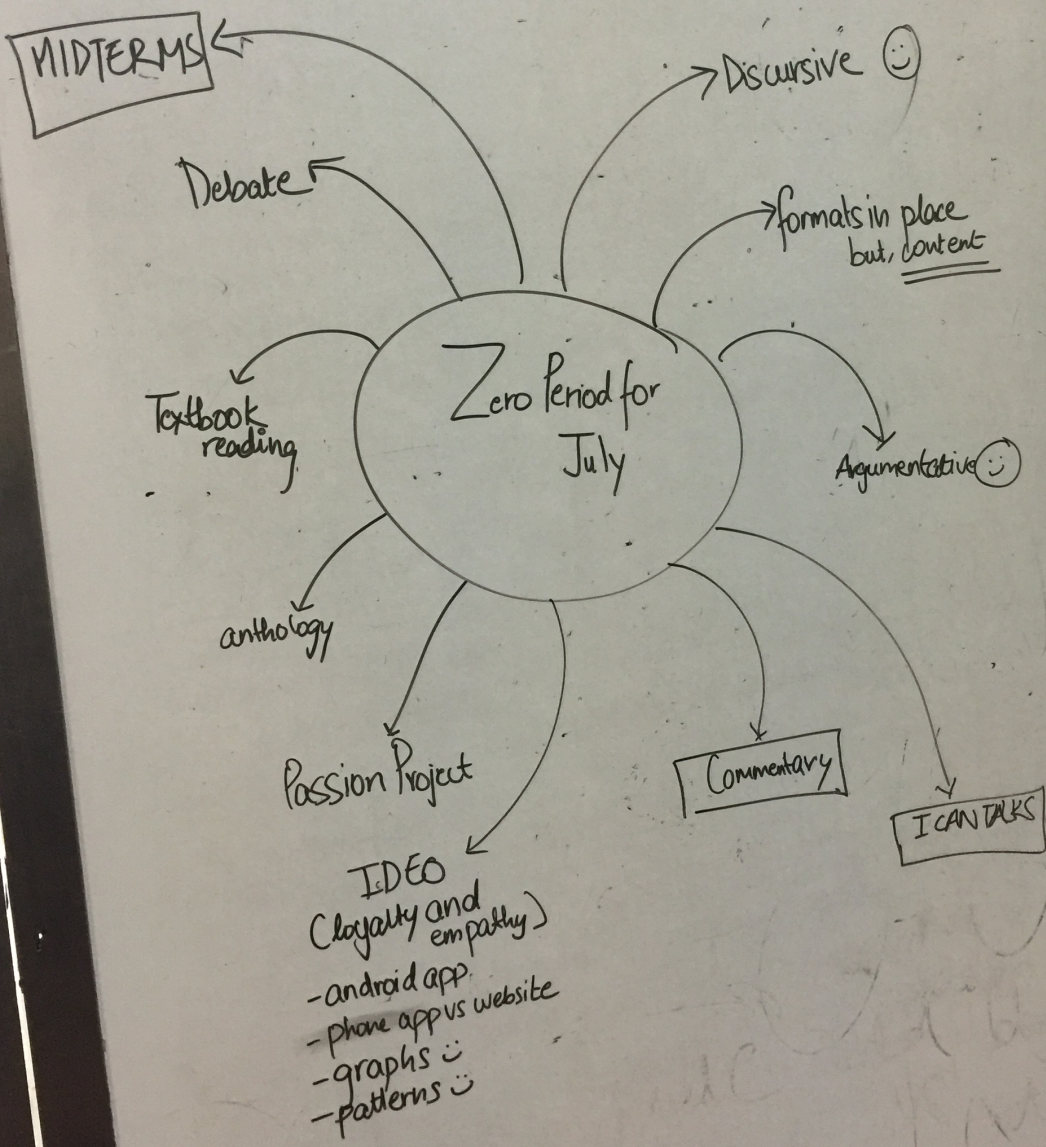 MIDTERMS
Discursive
Debate
formats in place
but, content
Zero Period for
July
Textbook
reading
Argumentative
anthology
Passion Project
Commentary
I CAN TALKS
IDEO
(loyalty and
empathy)
- android app.
- phone app vs website
- graphs
- patterns